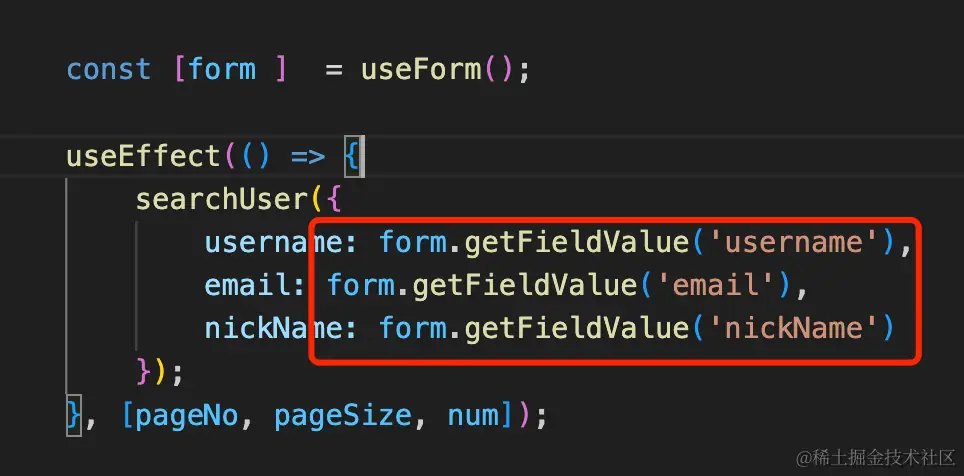 const [form ]  = useForm();
useEffect(() => {
searchUser({
username: form.getFieldValue('username'),
email: form.getFieldValue('email'),
nickName: form.getFieldValue('nickName')
});
}, [pageNo, pageSize, num]);
@稀土掘金技术社区